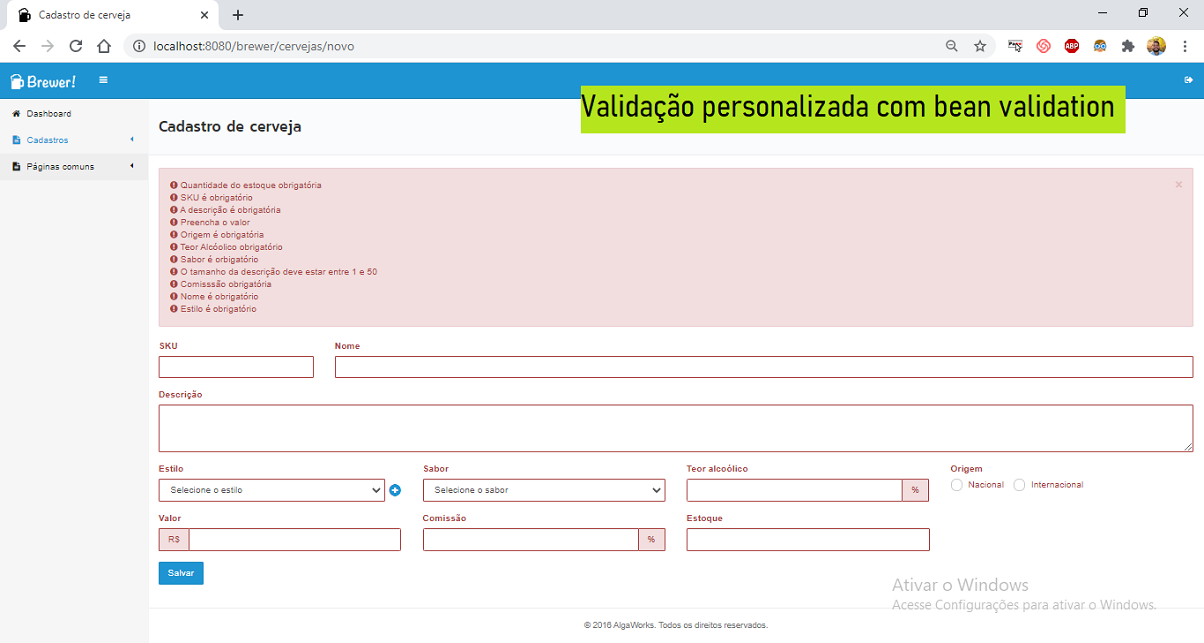 Cadastro de cerveja
localhost:8080/brewer/cervejas/novo
ABP
Brewer!
Validação personalizada com bean validation
Dashboard
Cadastros
Páginas comuns
Cadastro de cerveja
Quantidade do estoque obrigatória
SKU é obrigatório
A descrição é obrigatória
Preencha o valor
Origem é obrigatória
Teor Alcóolico obrigatório
Sabor é orbigatório
O tamanho da descrição deve estar entre 1 e 50
Comisssão obrigatória
Nome é obrigatório
Estilo é obrigatório
SKU Nome
Descrição
Estilo Sabor Teor alcoólico Origem
Selecione o estilo Selecione o sabor % Nacional Internacional
Valor Comissão Estoque
R$ %
Salvar
Ativar o Windows
Acesse Configurações para ativar o Windows.
© 2016 AlgaWorks. Todos os direitos reservados.